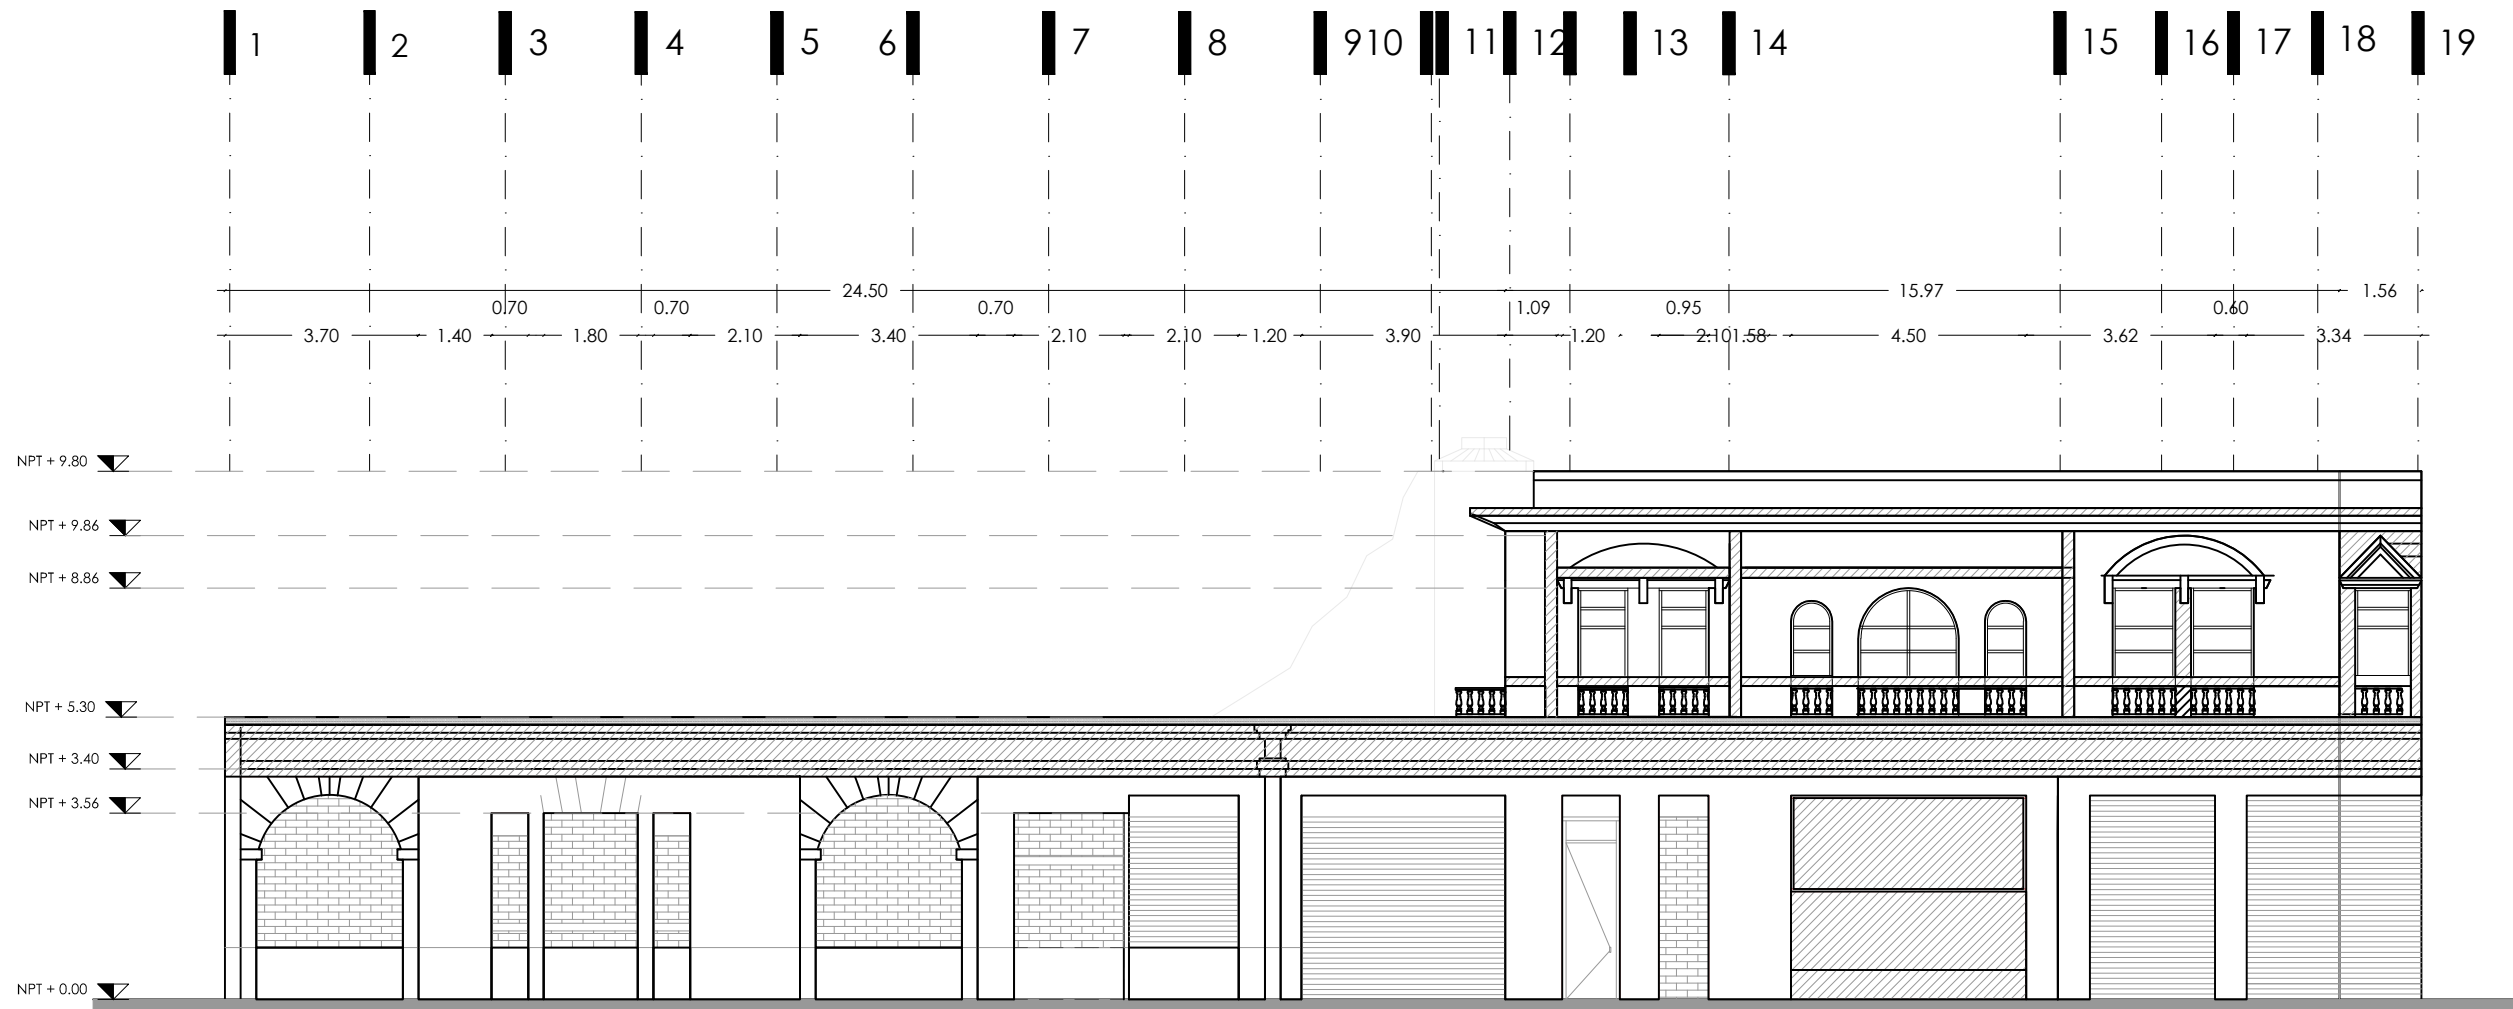 1 2 3 4 5 6 7 8 9 10 11 12 13 14 15 16 17 18 19
24.50 15.97 1.56
0.70 0.70 0.70 1.09 0.95 0.60
3.70 1.40 1.80 2.10 3.40 2.10 2.10 1.20 3.90 1.20 2.10 1.58 4.50 3.62 3.34
NPT + 9.80
NPT + 9.86
NPT + 8.86
NPT + 5.30
NPT + 3.40
NPT + 3.56
NPT + 0.00